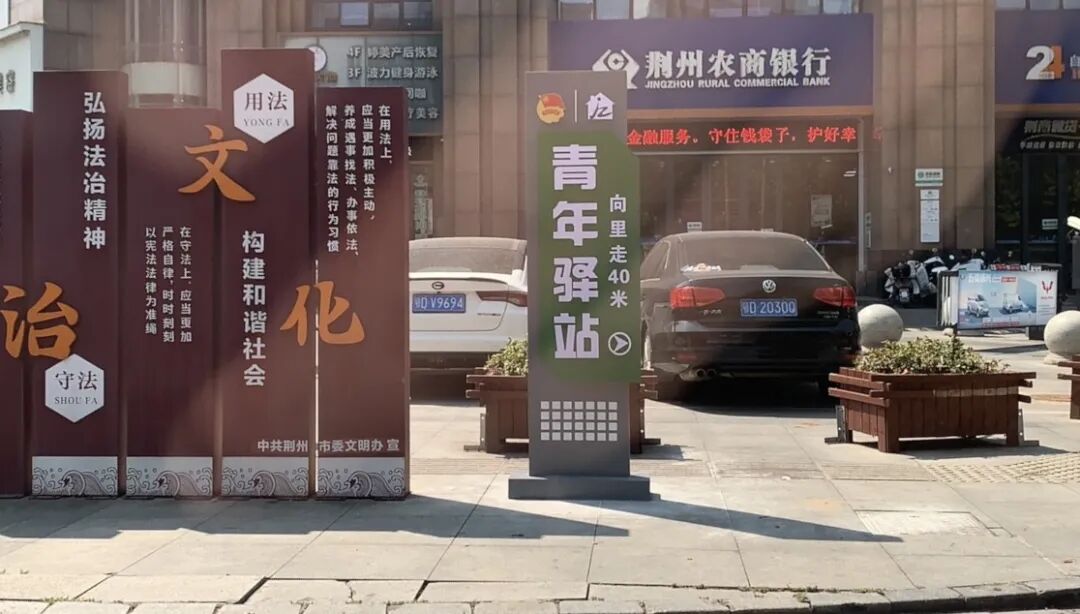 弘扬法治精神
治
守法
SHOU FA
在守法上，应当更加
严格自律，时时刻刻
以宪法法律为准绳
用法
YONG FA
文
化
构建和谐社会
在用法上，
应当更加积极主动，
养成遇事找法、办事依法、
解决问题靠法的行为习惯
中共荆州市委文明办 宣
4F 婷美产后恢复
3F 波力健身游泳
青年驿站
向里走40米
荆州农商银行
JINGZHOU RURAL COMMERCIAL BANK
金融服务。守住钱袋子，护好幸
24
自
鄂D V9694
鄂D 2030Q